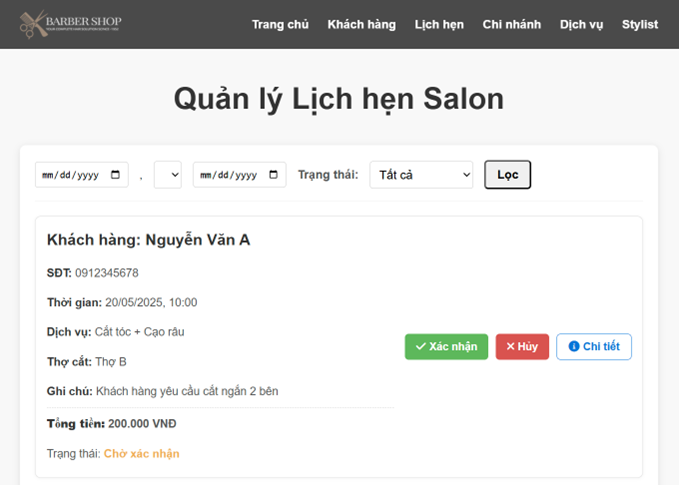 BARBER SHOP
YOUR COMPLETE HAIR SOLUTION
Trang chủ Khách hàng Lịch hẹn Chi nhánh Dịch vụ Stylist
Quản lý Lịch hẹn Salon
mm/dd/yyyy , mm/dd/yyyy Trạng thái: Tất cả Lọc
Khách hàng: Nguyễn Văn A
SĐT: 0912345678
Thời gian: 20/05/2025, 10:00
Dịch vụ: Cắt tóc + Cạo râu
Xác nhận Hủy Chi tiết
Thợ cắt: Thợ B
Ghi chú: Khách hàng yêu cầu cắt ngắn 2 bên
Tổng tiền: 200.000 VNĐ
Trạng thái: Chờ xác nhận